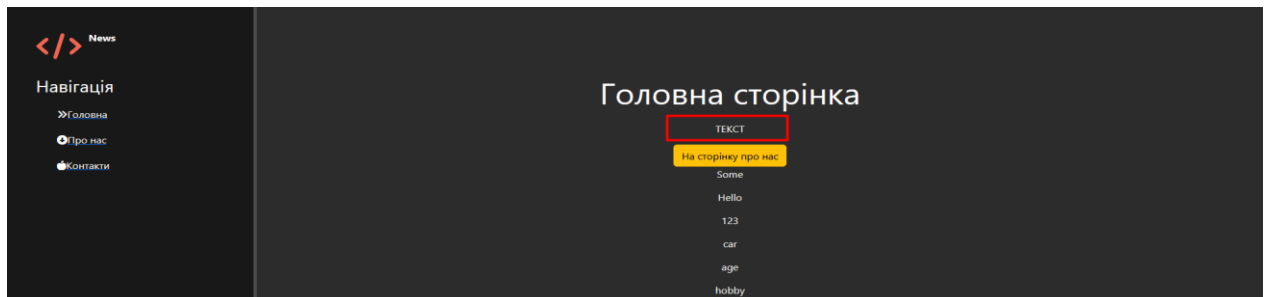 </> News
Навігація
Головна
Про нас
Контакти
Головна сторінка
ТЕКСТ
На сторінку про нас
Some
Hello
123
car
age
hobby